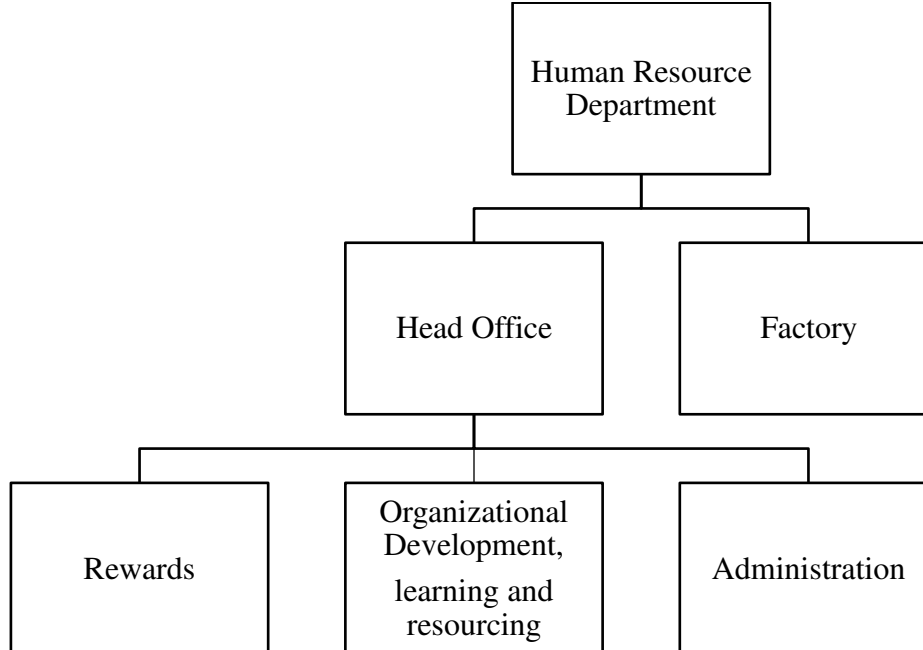 Human Resource
Department
Head Office
Factory
Rewards
Organizational
Development,
learning and
resourcing
Administration